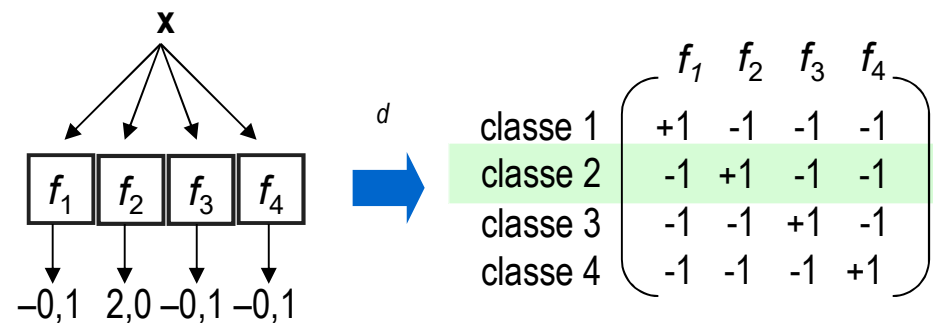 x
f1 f2 f3 f4
–0,1 2,0 –0,1 –0,1
d
f1 f2 f3 f4
classe 1 +1 -1 -1 -1
classe 2 -1 +1 -1 -1
classe 3 -1 -1 +1 -1
classe 4 -1 -1 -1 +1